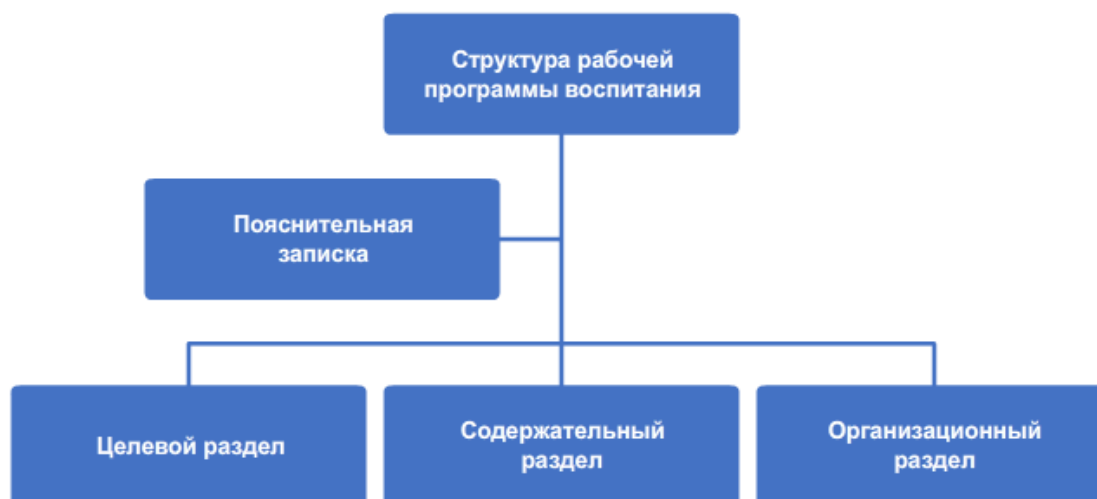 Структура рабочей
программы воспитания
Пояснительная
записка
Целевой раздел
Содержательный
раздел
Организационный
раздел